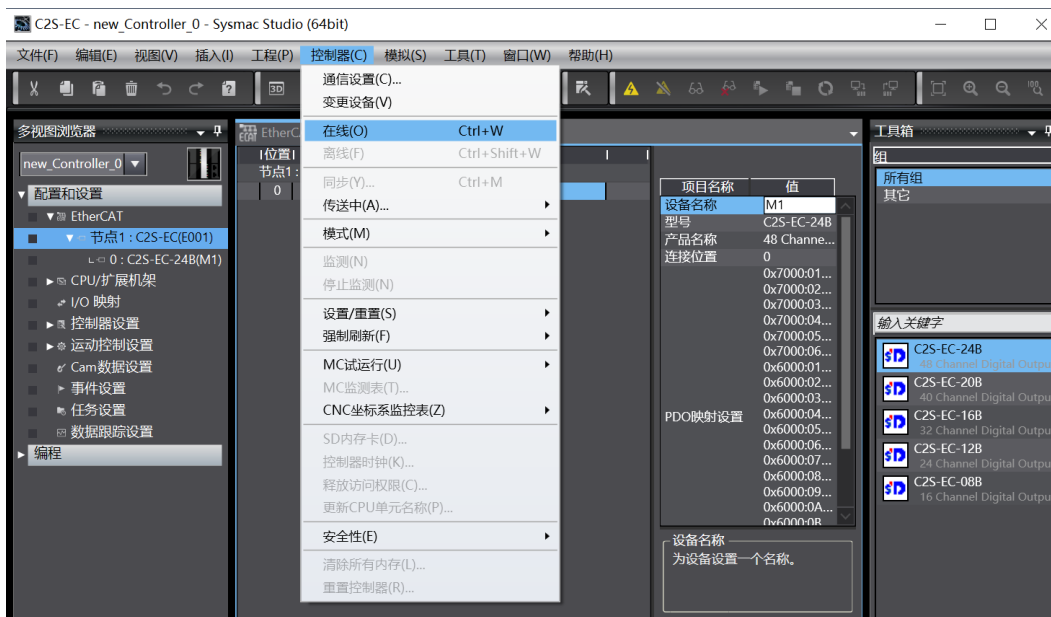 C2S-EC - new_Controller_0 - Sysmac Studio (64bit)
文件(F) 编辑(E) 视图(V) 插入(I) 工程(P) 控制器(C) 模拟(S) 工具(T) 窗口(W) 帮助(H)
通信设置(C)...
变更设备(V)
在线(O) Ctrl+W
离线(F) Ctrl+Shift+W
同步(Y)... Ctrl+M
传送中(A)...
模式(M)
监测(N)
停止监测(N)
设置/重置(S)
强制刷新(F)
MC试运行(U)
MC监测表(T)...
CNC坐标系监控表(Z)
SD内存卡(D)...
控制器时钟(K)...
释放访问权限(C)...
更新CPU单元名称(P)...
安全性(E)
清除所有内存(L)...
重置控制器(R)...
多视图浏览器
new_Controller_0
配置和设置
EtherCAT
节点1 : C2S-EC(E001)
0 : C2S-EC-24B(M1)
CPU/扩展机架
I/O 映射
控制器设置
运动控制设置
Cam数据设置
事件设置
任务设置
数据跟踪设置
编程
EtherC
位置
节点1 :
0
项目名称 值
设备名称 M1
型号 C2S-EC-24B
产品名称 48 Channe...
连接位置 0
PDO映射设置
0x7000:01...
0x7000:02...
0x7000:03...
0x7000:04...
0x7000:05...
0x7000:06...
0x6000:01...
0x6000:02...
0x6000:03...
0x6000:04...
0x6000:05...
0x6000:06...
0x6000:07...
0x6000:08...
0x6000:09...
0x6000:0A...
0x6000:0B
设备名称
为设备设置一个名称。
工具箱
组
所有组
其它
输入关键字
C2S-EC-24B
48 Channel Digital Outpu
C2S-EC-20B
40 Channel Digital Outpu
C2S-EC-16B
32 Channel Digital Outpu
C2S-EC-12B
24 Channel Digital Outpu
C2S-EC-08B
16 Channel Digital Outpu